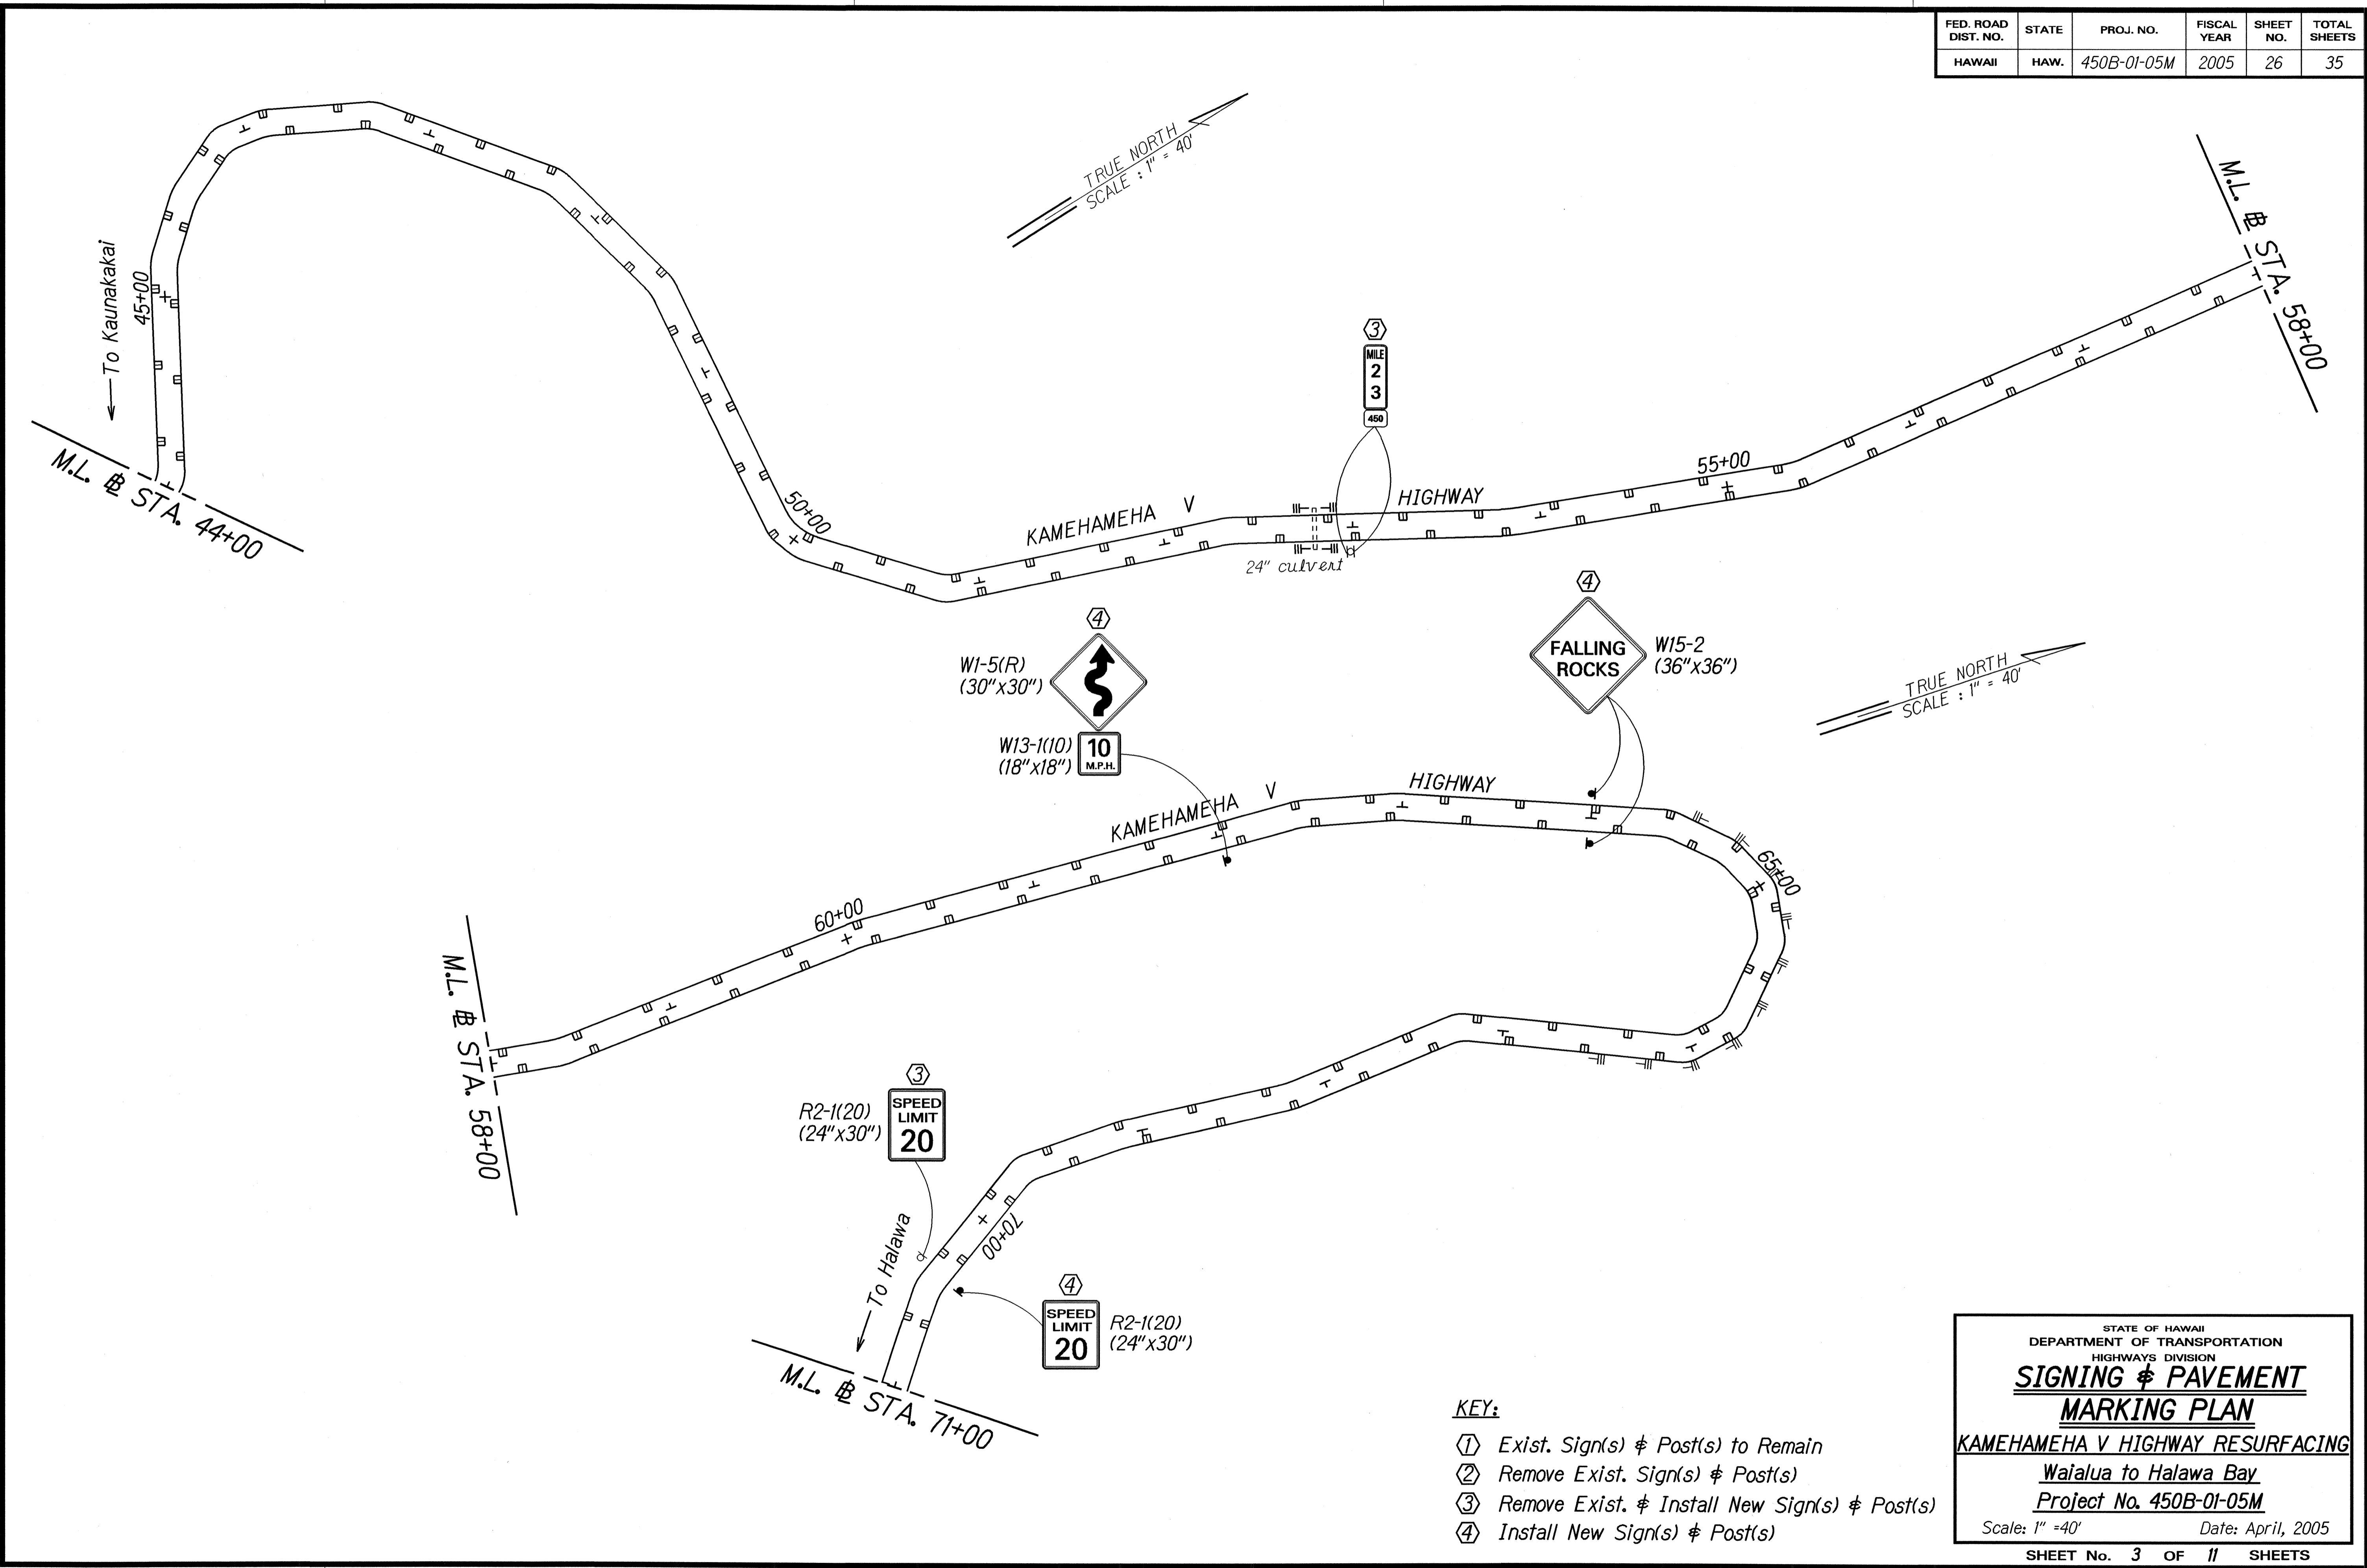 FED. ROAD DIST. NO. STATE PROJ. NO. FISCAL YEAR SHEET NO. TOTAL SHEETS
HAWAII HAW. 450B-01-05M 2005 26 35
TRUE NORTH
SCALE : 1" = 40'
To Kaunakakai
45+00
M.L. BL STA. 44+00
50+00
KAMEHAMEHA V HIGHWAY
3
MILE
2
3
450
24" culvert
55+00
M.L. BL STA. 58+00
4
W1-5(R)
(30"x30")
W13-1(10)
(18"x18")
10
M.P.H.
4
FALLING
ROCKS
W15-2
(36"x36")
TRUE NORTH
SCALE : 1" = 40'
KAMEHAMEHA V HIGHWAY
60+00
65+00
M.L. BL STA. 58+00
3
R2-1(20)
(24"x30")
SPEED
LIMIT
20
70+00
To Halawa
4
SPEED
LIMIT
20
R2-1(20)
(24"x30")
M.L. BL STA. 71+00
KEY:
1 Exist. Sign(s) & Post(s) to Remain
2 Remove Exist. Sign(s) & Post(s)
3 Remove Exist. & Install New Sign(s) & Post(s)
4 Install New Sign(s) & Post(s)
STATE OF HAWAII
DEPARTMENT OF TRANSPORTATION
HIGHWAYS DIVISION
SIGNING & PAVEMENT
MARKING PLAN
KAMEHAMEHA V HIGHWAY RESURFACING
Waialua to Halawa Bay
Project No. 450B-01-05M
Scale: 1" =40' Date: April, 2005
SHEET No. 3 OF 11 SHEETS